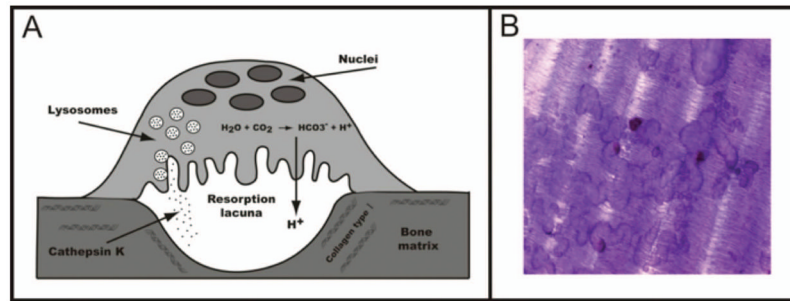 A
B
Nuclei
Lysosomes
H₂O + CO₂ → HCO3⁻ + H⁺
Resorption
lacuna
H⁺
Cathepsin K
Collagen type I
Bone
matrix